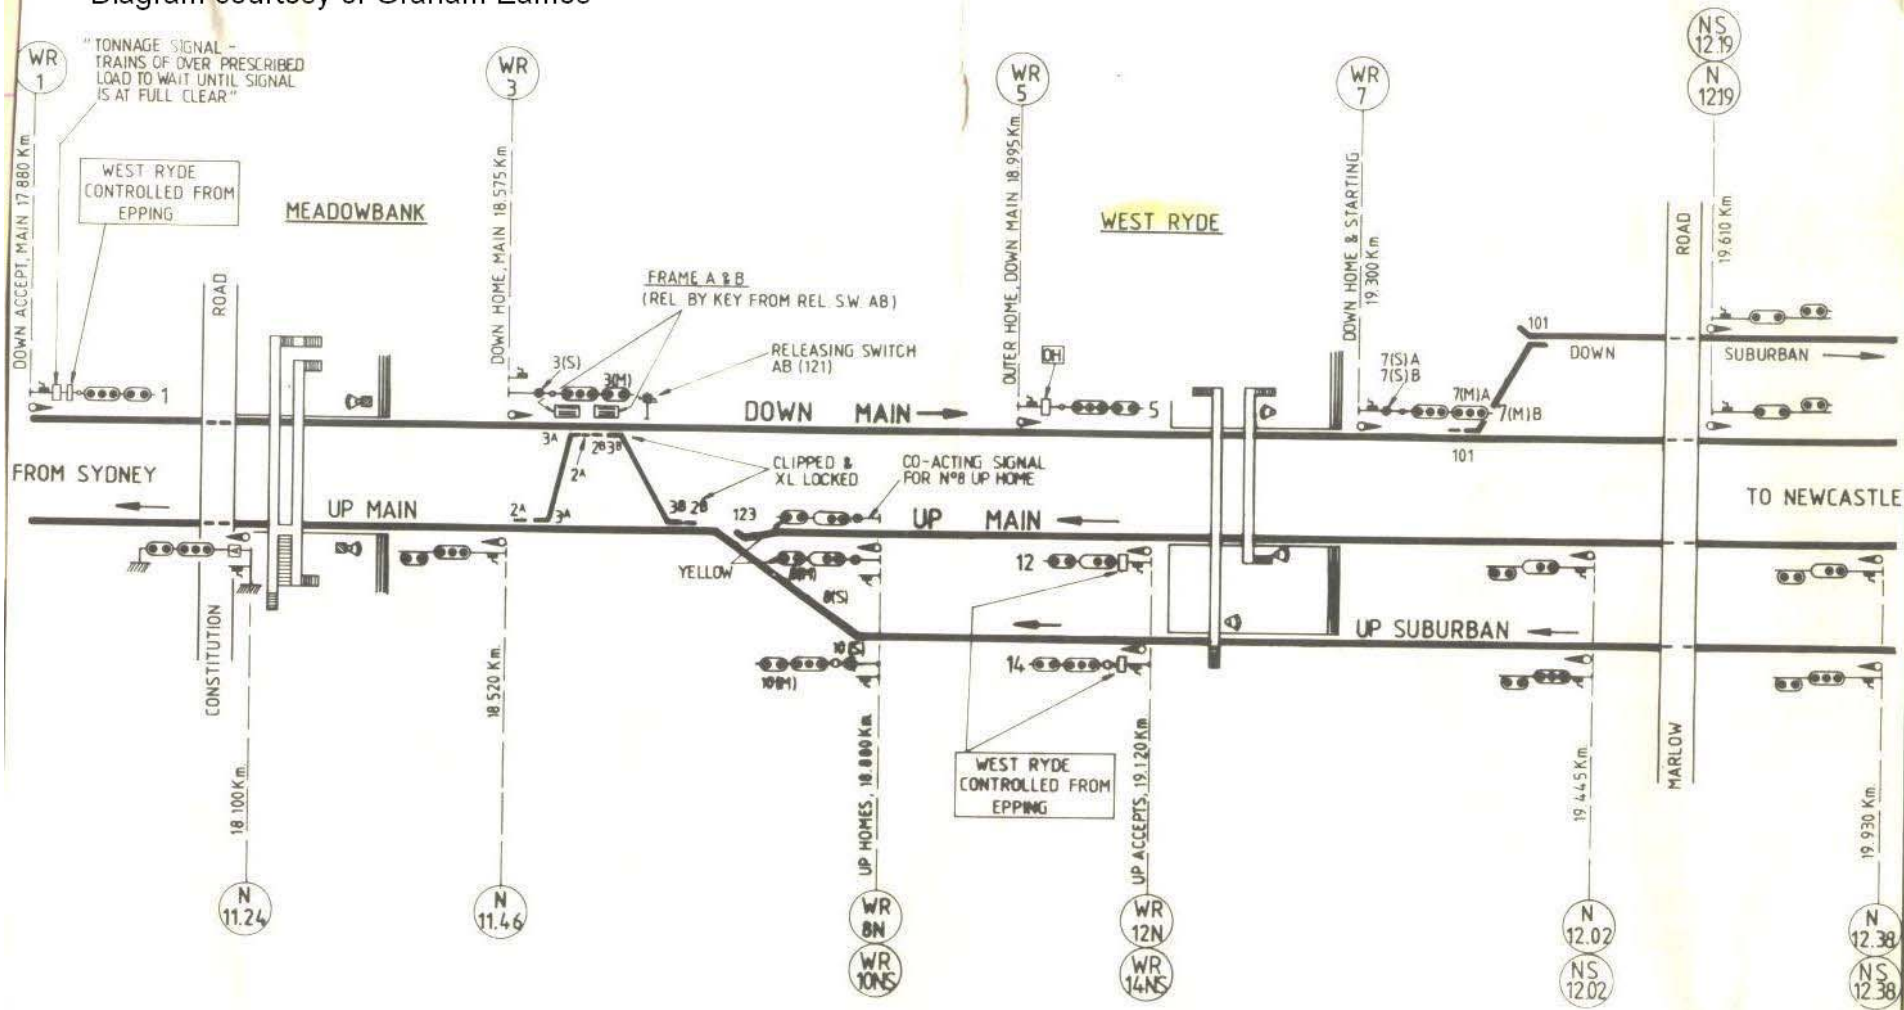 Diagram courtesy of Graham Eames
WR
1
"TONNAGE SIGNAL -
TRAINS OF OVER PRESCRIBED
LOAD TO WAIT UNTIL SIGNAL
IS AT FULL CLEAR"
WR
3
WR
5
WR
7
NS
12.19
N
1219
DOWN ACCEPT, MAIN 17 880 Km
WEST RYDE
CONTROLLED FROM
EPPING
MEADOWBANK
DOWN HOME, MAIN 18.575 Km
OUTER HOME, DOWN MAIN 18.995 Km
WEST RYDE
DOWN HOME & STARTING
19.300 Km
ROAD
19.610 Km
ROAD
FRAME A & B
(REL. BY KEY FROM REL. SW. AB)
RELEASING SWITCH
AB (121)
3(S)
3(M)
OH
1
5
7(S)A
7(S)B
7(M)A
7(M)B
101
DOWN
SUBURBAN
DOWN MAIN
101
3A
2A
2B
3B
CLIPPED &
XL LOCKED
CO-ACTING SIGNAL
FOR Nº8 UP HOME
FROM SYDNEY
TO NEWCASTLE
UP MAIN
2A
3A
3B
2B
123
UP MAIN
A
YELLOW
8(M)
8(S)
12
UP SUBURBAN
10
10(M)
14
CONSTITUTION
MARLOW
18.100 Km
18.520 Km.
UP HOMES, 18.880 Km
UP ACCEPTS, 19.120 Km
19 445 Km
19.930 Km
WEST RYDE
CONTROLLED FROM
EPPING
N
11.24
N
11.46
WR
8N
WR
10NS
WR
12N
WR
14NS
N
12.02
NS
12.02
N
12.38
NS
12.38